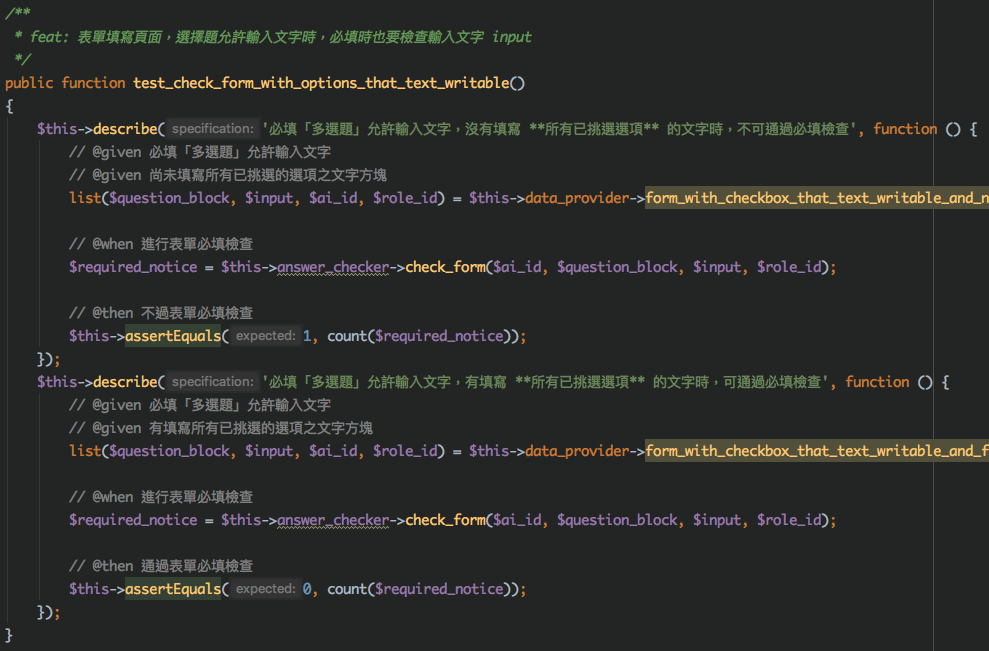 /**
 * feat: 表單填寫頁面，選擇題允許輸入文字時，必填時也要檢查輸入文字 input
 */
public function test_check_form_with_options_that_text_writable()
{
    $this->describe( specification: '必填「多選題」允許輸入文字，沒有填寫 **所有已挑選選項** 的文字時，不可通過必填檢查', function () {
        // @given 必填「多選題」允許輸入文字
        // @given 尚未填寫所有已挑選的選項之文字方塊
        list($question_block, $input, $ai_id, $role_id) = $this->data_provider->form_with_checkbox_that_text_writable_and_n
        // @when 進行表單必填檢查
        $required_notice = $this->answer_checker->check_form($ai_id, $question_block, $input, $role_id);
        // @then 不過表單必填檢查
        $this->assertEquals( expected: 1, count($required_notice));
    });
    $this->describe( specification: '必填「多選題」允許輸入文字，有填寫 **所有已挑選選項** 的文字時，可通過必填檢查', function () {
        // @given 必填「多選題」允許輸入文字
        // @given 有填寫所有已挑選的選項之文字方塊
        list($question_block, $input, $ai_id, $role_id) = $this->data_provider->form_with_checkbox_that_text_writable_and_f
        // @when 進行表單必填檢查
        $required_notice = $this->answer_checker->check_form($ai_id, $question_block, $input, $role_id);
        // @then 通過表單必填檢查
        $this->assertEquals( expected: 0, count($required_notice));
    });
}